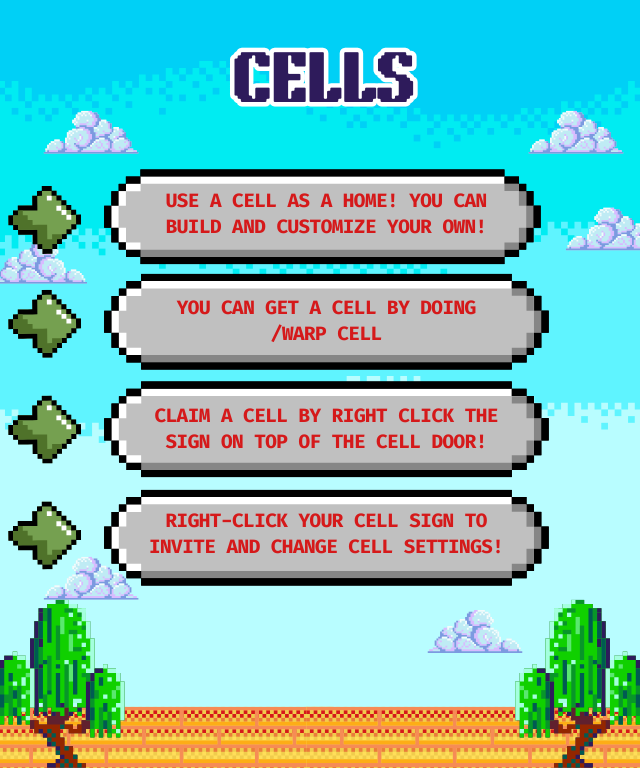 CELLS
USE A CELL AS A HOME! YOU CAN
BUILD AND CUSTOMIZE YOUR OWN!
YOU CAN GET A CELL BY DOING
/WARP CELL
CLAIM A CELL BY RIGHT CLICK THE
SIGN ON TOP OF THE CELL DOOR!
RIGHT-CLICK YOUR CELL SIGN TO
INVITE AND CHANGE CELL SETTINGS!